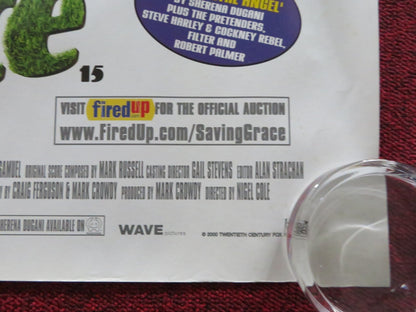 ANGEL'
BY SHERENA DUGANI
PLUS THE PRETENDERS,
STEVE HARLEY & COCKNEY REBEL,
FILTER AND
ROBERT PALMER
15
VISIT firedup FOR THE OFFICIAL AUCTION
www.FiredUp.com/SavingGrace
SAMUEL ORIGINAL SCORE COMPOSED BY MARK RUSSELL CASTING DIRECTOR GAIL STEVENS EDITOR ALAN STRACHAN
BY CRAIG FERGUSON & MARK CROWDY PRODUCED BY MARK CROWDY DIRECTED BY NIGEL COLE
SHERENA DUGANI AVAILABLE ON
WAVE pictures
© 2000 TWENTIETH CENTURY FOX